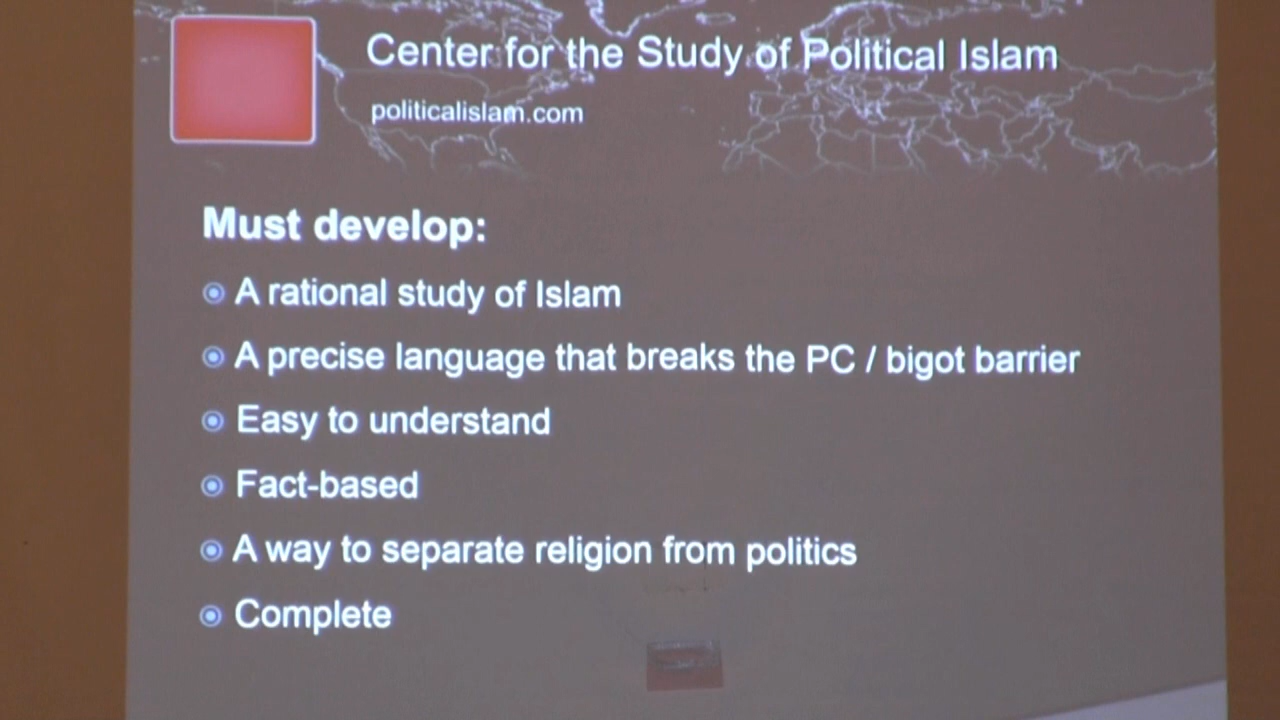 Center for the Study of Political Islam
politicalislam.com
Must develop:
A rational study of Islam
A precise language that breaks the PC / bigot barrier
Easy to understand
Fact-based
A way to separate religion from politics
Complete